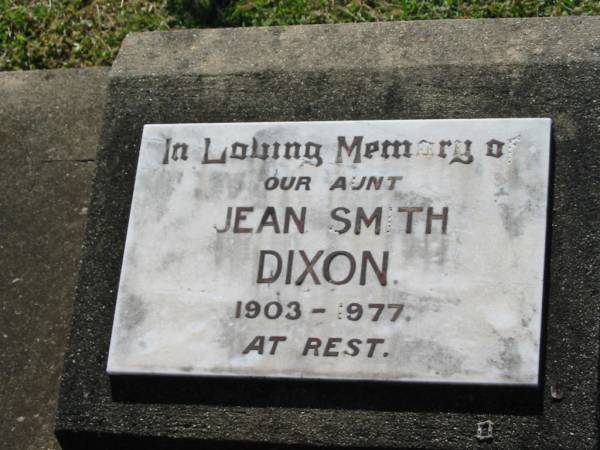 In Loving Memory of
OUR AUNT
JEAN SMITH
DIXON.
1903 - 1977.
AT REST.